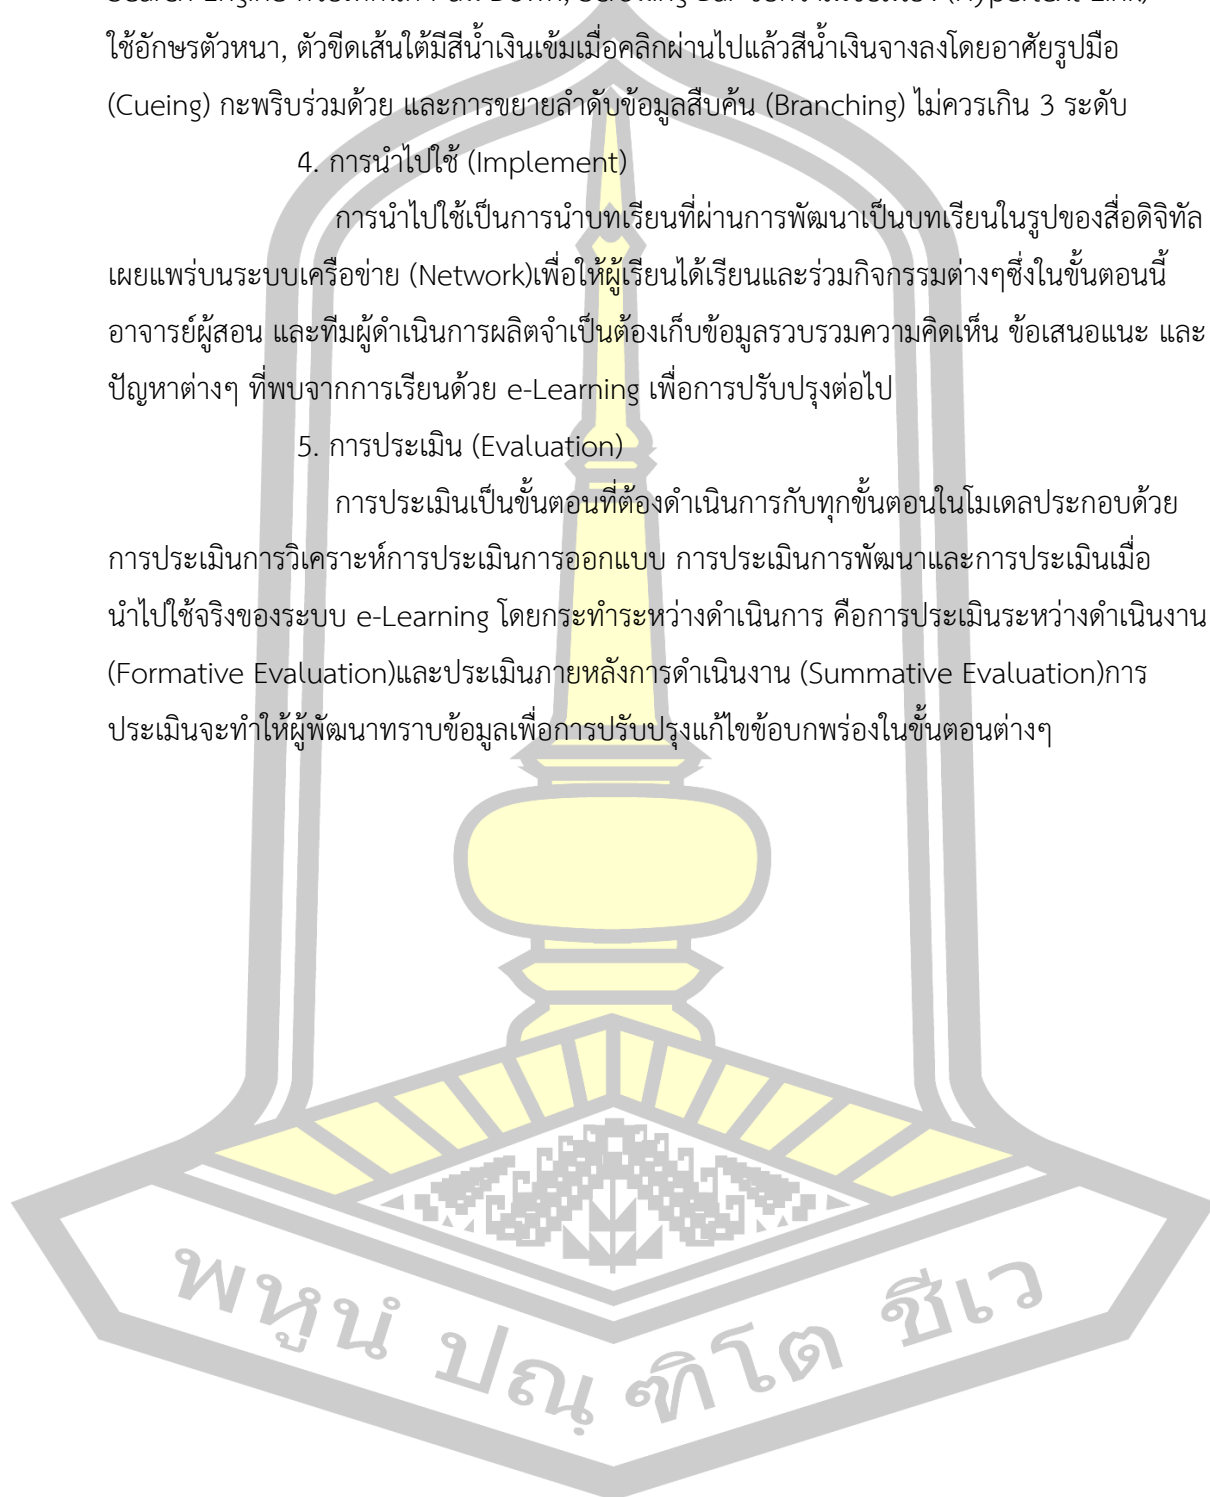 ใช้อักษรตัวหนา, ตัวขีดเส้นใต้มีสีน้ำเงินเข้มเมื่อคลิกผ่านไปแล้วสีน้ำเงินจางลงโดยอาศัยรูปมือ
(Cueing) กะพริบร่วมด้วย และการขยายลำดับข้อมูลสืบค้น (Branching) ไม่ควรเกิน 3 ระดับ
4. การนำไปใช้ (Implement)
การนำไปใช้เป็นการนำบทเรียนที่ผ่านการพัฒนาเป็นบทเรียนในรูปของสื่อดิจิทัล
เผยแพร่บนระบบเครือข่าย (Network)เพื่อให้ผู้เรียนได้เรียนและร่วมกิจกรรมต่างๆซึ่งในขั้นตอนนี้
อาจารย์ผู้สอน และทีมผู้ดำเนินการผลิตจำเป็นต้องเก็บข้อมูลรวบรวมความคิดเห็น ข้อเสนอแนะ และ
ปัญหาต่างๆ ที่พบจากการเรียนด้วย e-Learning เพื่อการปรับปรุงต่อไป
5. การประเมิน (Evaluation)
การประเมินเป็นขั้นตอนที่ต้องดำเนินการกับทุกขั้นตอนในโมเดลประกอบด้วย
การประเมินการวิเคราะห์การประเมินการออกแบบ การประเมินการพัฒนาและการประเมินเมื่อ
นำไปใช้จริงของระบบ e-Learning โดยกระทำระหว่างดำเนินการ คือการประเมินระหว่างดำเนินงาน
(Formative Evaluation)และประเมินภายหลังการดำเนินงาน (Summative Evaluation)การ
ประเมินจะทำให้ผู้พัฒนาทราบข้อมูลเพื่อการปรับปรุงแก้ไขข้อบกพร่องในขั้นตอนต่างๆ
พหูนํ ปณฺฑิโต ชีเว